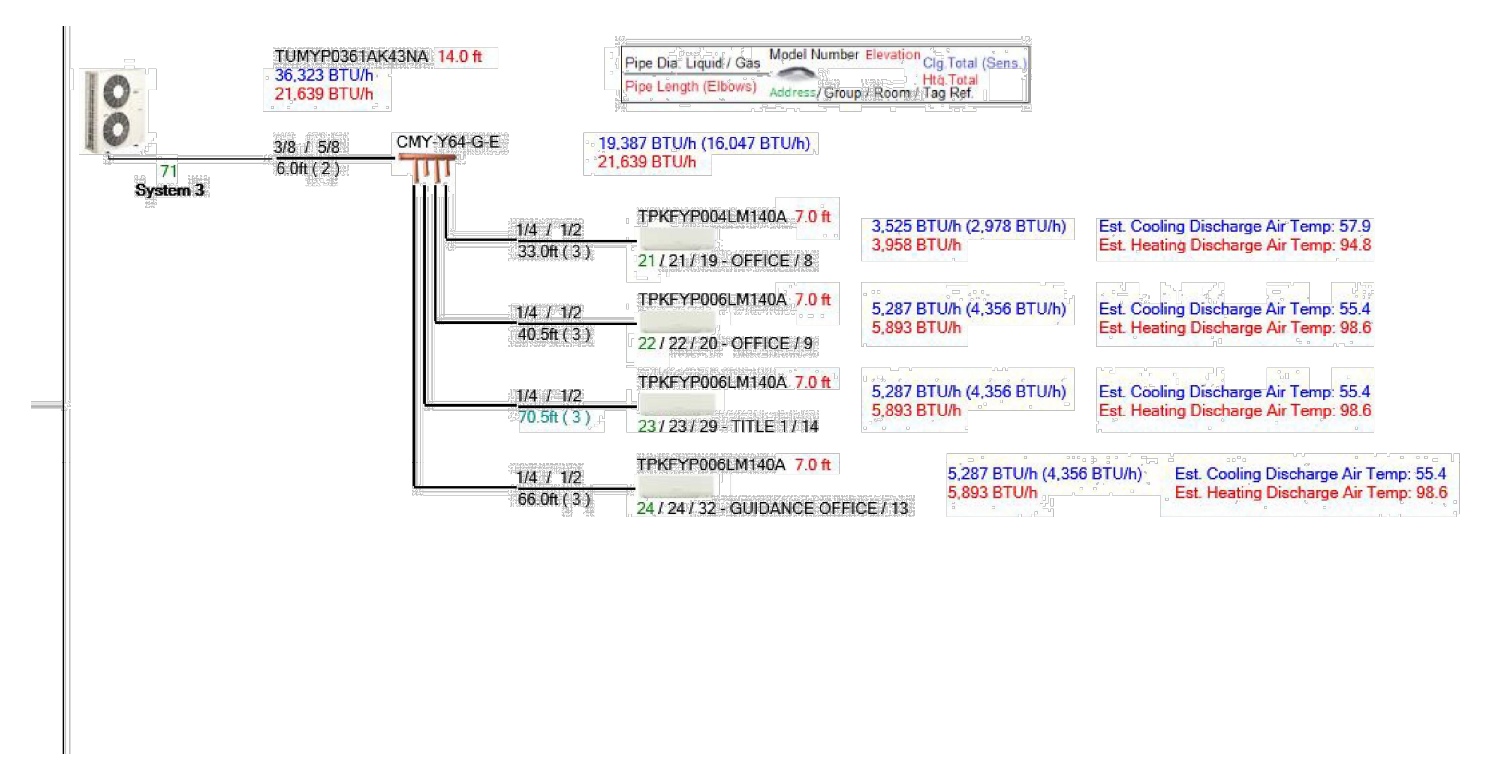 TUMYP0361AK43NA 14.0 ft
36,323 BTU/h
21,639 BTU/h
Pipe Dia. Liquid / Gas Model Number Elevation Clg.Total (Sens.)
Pipe Length (Elbows) Address / Group / Room / Tag Ref. Htg.Total
3/8 / 5/8 CMY-Y64-G-E 19,387 BTU/h (16,047 BTU/h)
6.0ft ( 2 ) 21,639 BTU/h
71
System 3
TPKFYP004LM140A 7.0 ft
1/4 / 1/2 3,525 BTU/h (2,978 BTU/h) Est. Cooling Discharge Air Temp: 57.9
33.0ft ( 3 ) 3,958 BTU/h Est. Heating Discharge Air Temp: 94.8
21 / 21 / 19 - OFFICE / 8
TPKFYP006LM140A 7.0 ft
1/4 / 1/2 5,287 BTU/h (4,356 BTU/h) Est. Cooling Discharge Air Temp: 55.4
40.5ft ( 3 ) 5,893 BTU/h Est. Heating Discharge Air Temp: 98.6
22 / 22 / 20 - OFFICE / 9
TPKFYP006LM140A 7.0 ft
1/4 / 1/2 5,287 BTU/h (4,356 BTU/h) Est. Cooling Discharge Air Temp: 55.4
70.5ft ( 3 ) 5,893 BTU/h Est. Heating Discharge Air Temp: 98.6
23 / 23 / 29 - TITLE 1 / 14
TPKFYP006LM140A 7.0 ft
1/4 / 1/2 5,287 BTU/h (4,356 BTU/h) Est. Cooling Discharge Air Temp: 55.4
66.0ft ( 3 ) 5,893 BTU/h Est. Heating Discharge Air Temp: 98.6
24 / 24 / 32 - GUIDANCE OFFICE / 13